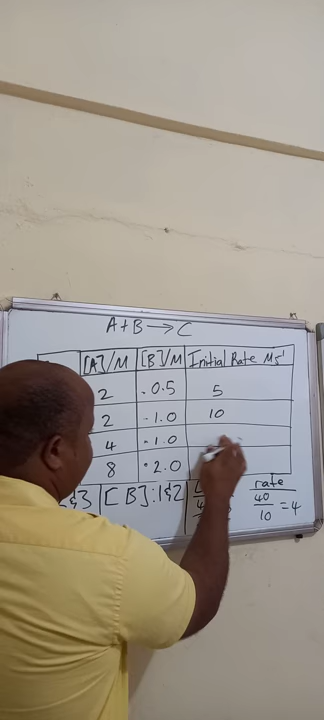 A + B → C
[A]/M [B]/M Initial Rate Ms⁻¹
2 0.5 5
2 1.0 10
4 1.0
8 2.0
&3 [B]:1&2 rate
40/10 = 4